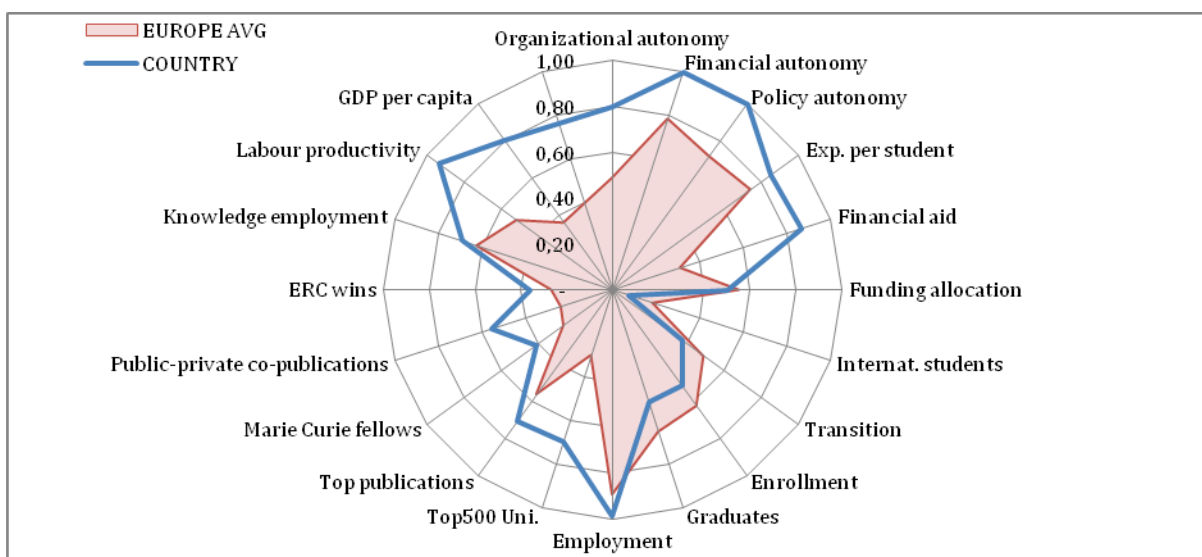 EUROPE AVG
COUNTRY
Organizational autonomy
Financial autonomy
Policy autonomy
Exp. per student
Financial aid
Funding allocation
Internat. students
Transition
Enrollment
Graduates
Employment
Top500 Uni.
Top publications
Marie Curie fellows
Public-private co-publications
ERC wins
Knowledge employment
Labour productivity
GDP per capita
1,00
0,80
0,60
0,40
0,20
-